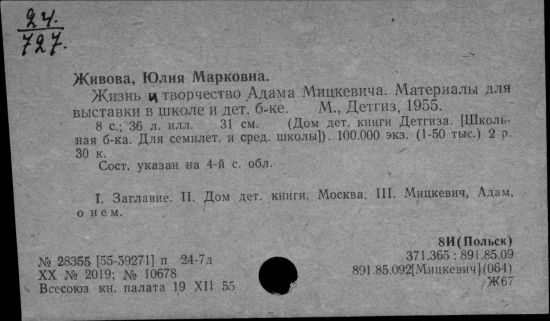 24.
727.
Живова, Юлия Марковна.
Жизнь и творчество Адама Мицкевича. Материалы для
выставки в школе и дет. б-ке. М., Детгиз, 1955.
8 с.; 36 л. илл. 31 см. (Дом дет. книги Детгиза. [Школь-
ная б-ка. Для семилет. и сред. школы]). 100.000 экз. (1-50 тыс.) 2 р.
30 к.
Сост. указан на 4-й с. обл.
I. Заглавие. II. Дом дет. книги. Москва. III. Мицкевич, Адам,
о нем.
8И(Польск)
№ 28355 [55-59271] п 24-7д 371.365 : 891.85.09
XX № 2019; № 10678 891.85.092[Мицкевич](064)
Всесоюз кн. палата 19 XII 55 Ж67